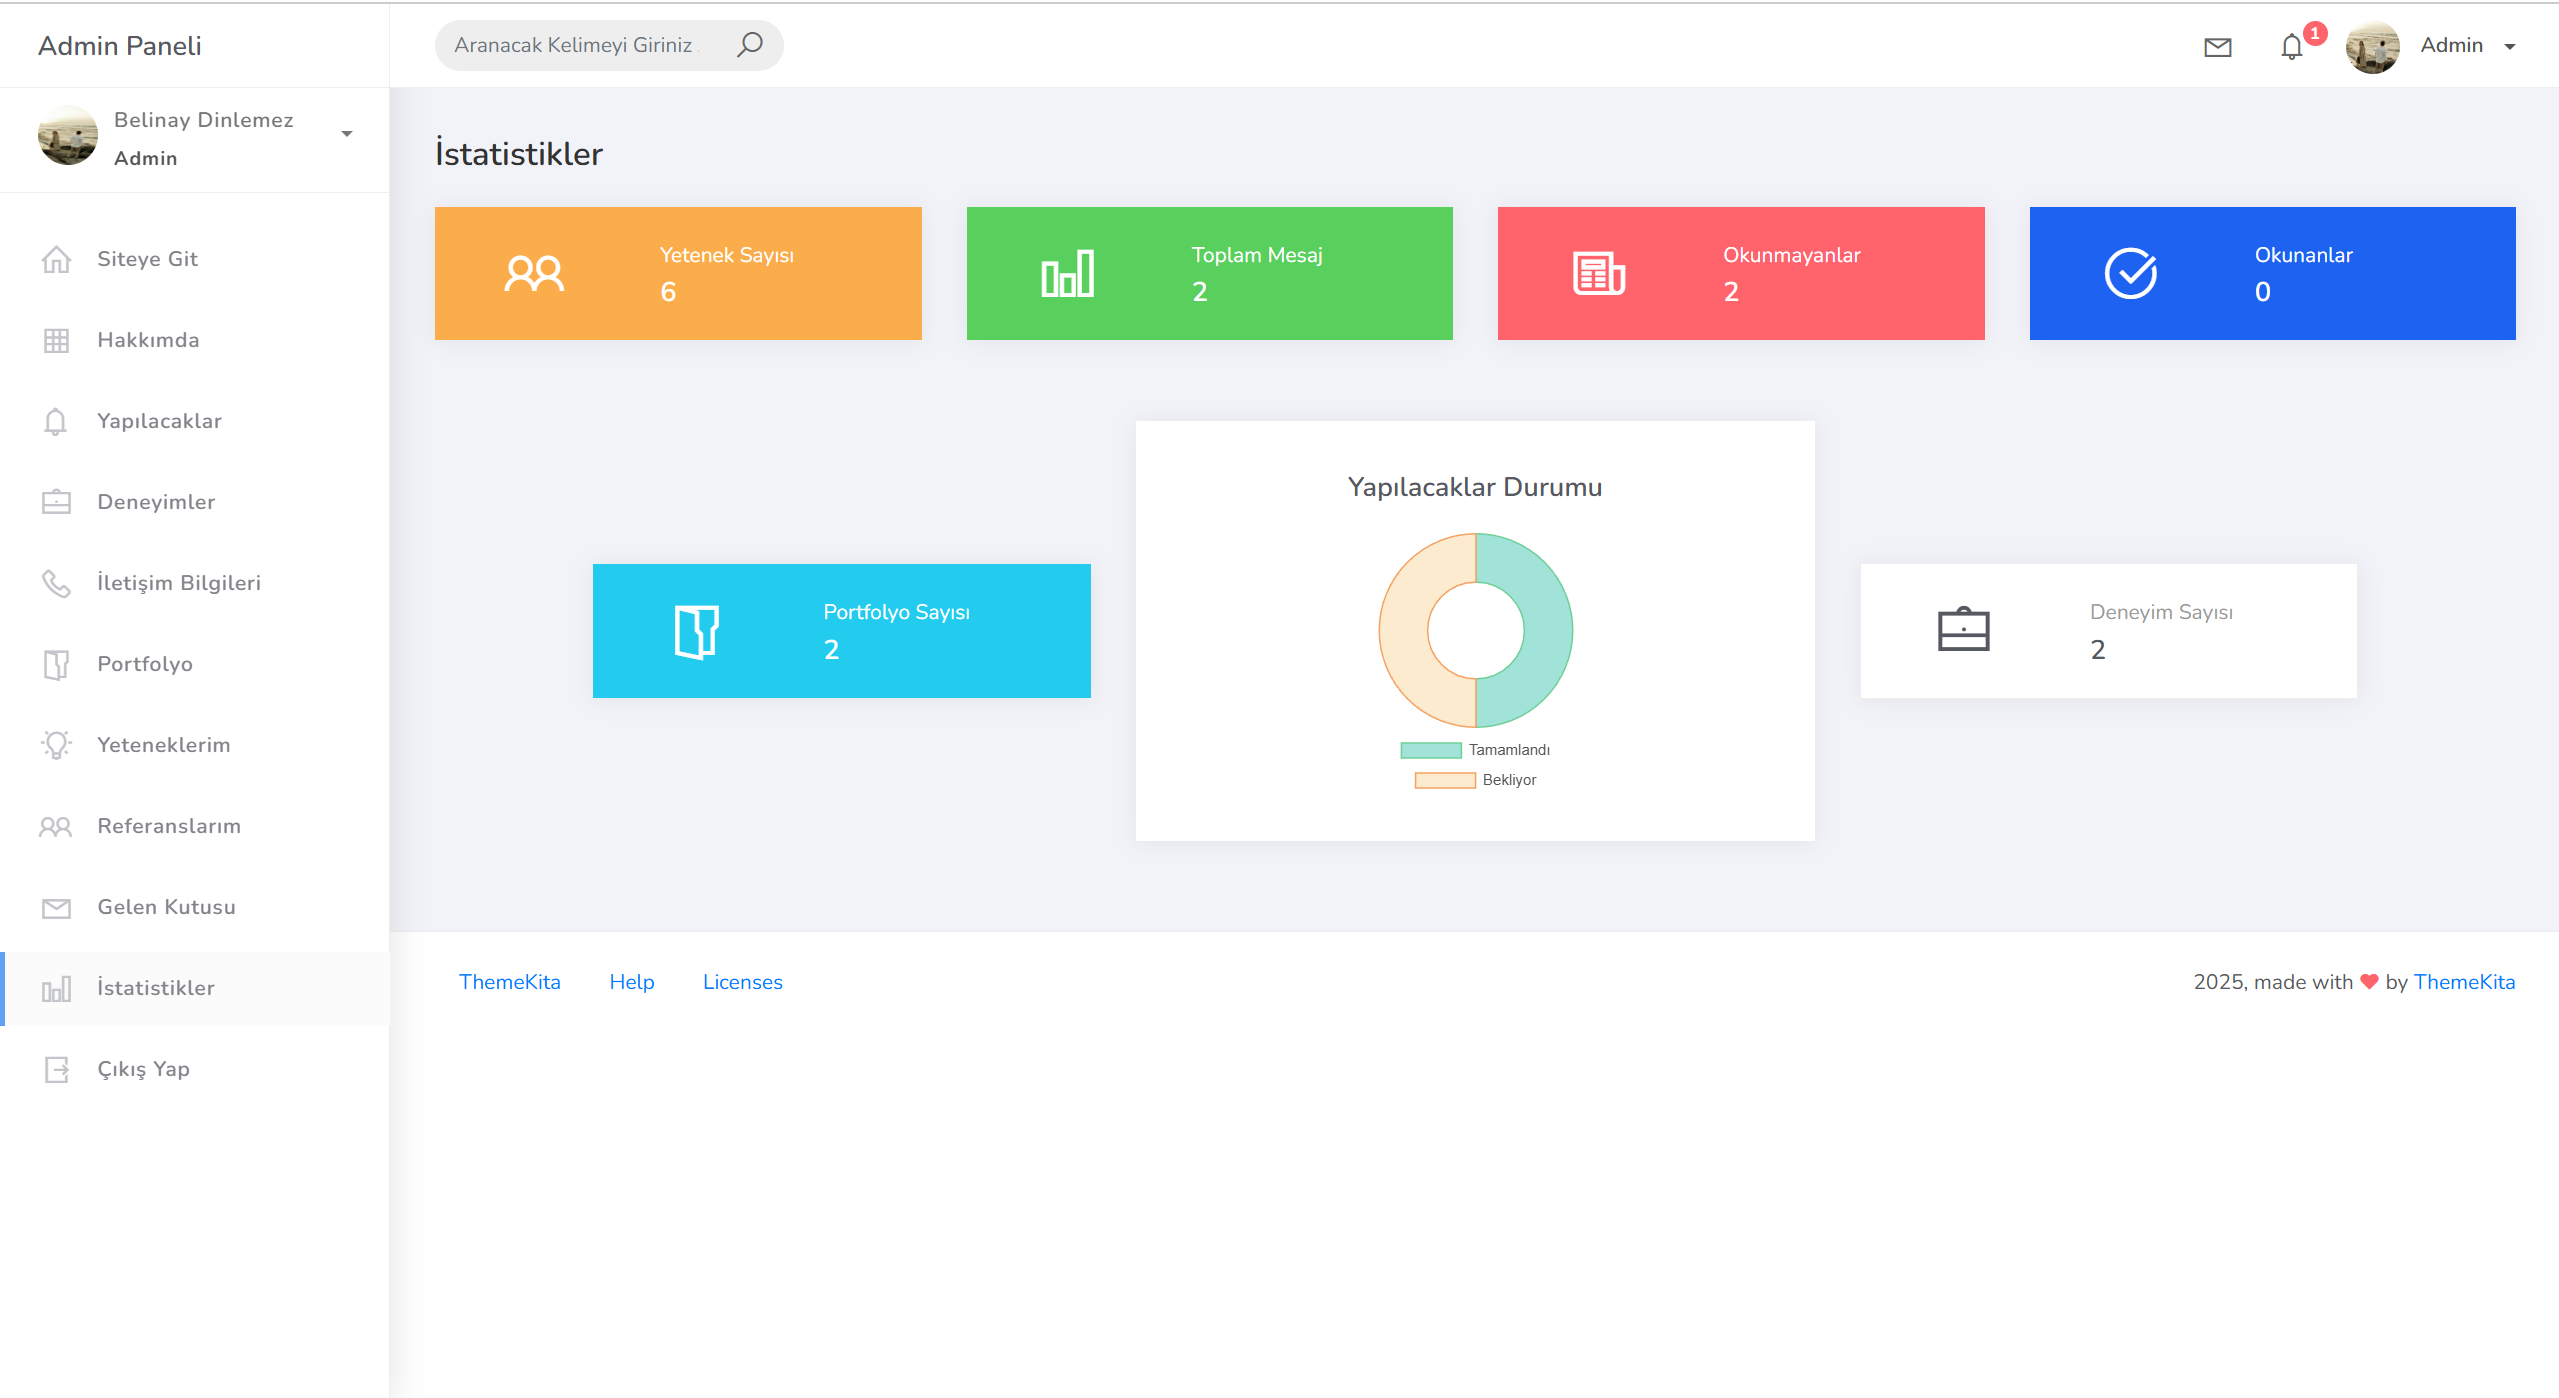 Admin Paneli
Aranacak Kelimeyi Giriniz
1
Admin
Belinay Dinlemez
Admin
Siteye Git
Hakkımda
Yapılacaklar
Deneyimler
İletişim Bilgileri
Portfolyo
Yeteneklerim
Referanslarım
Gelen Kutusu
İstatistikler
Çıkış Yap
İstatistikler
Yetenek Sayısı
6
Toplam Mesaj
2
Okunmayanlar
2
Okunanlar
0
Portfolyo Sayısı
2
Yapılacaklar Durumu
Tamamlandı
Bekliyor
Deneyim Sayısı
2
ThemeKita Help Licenses
2025, made with ❤ by ThemeKita